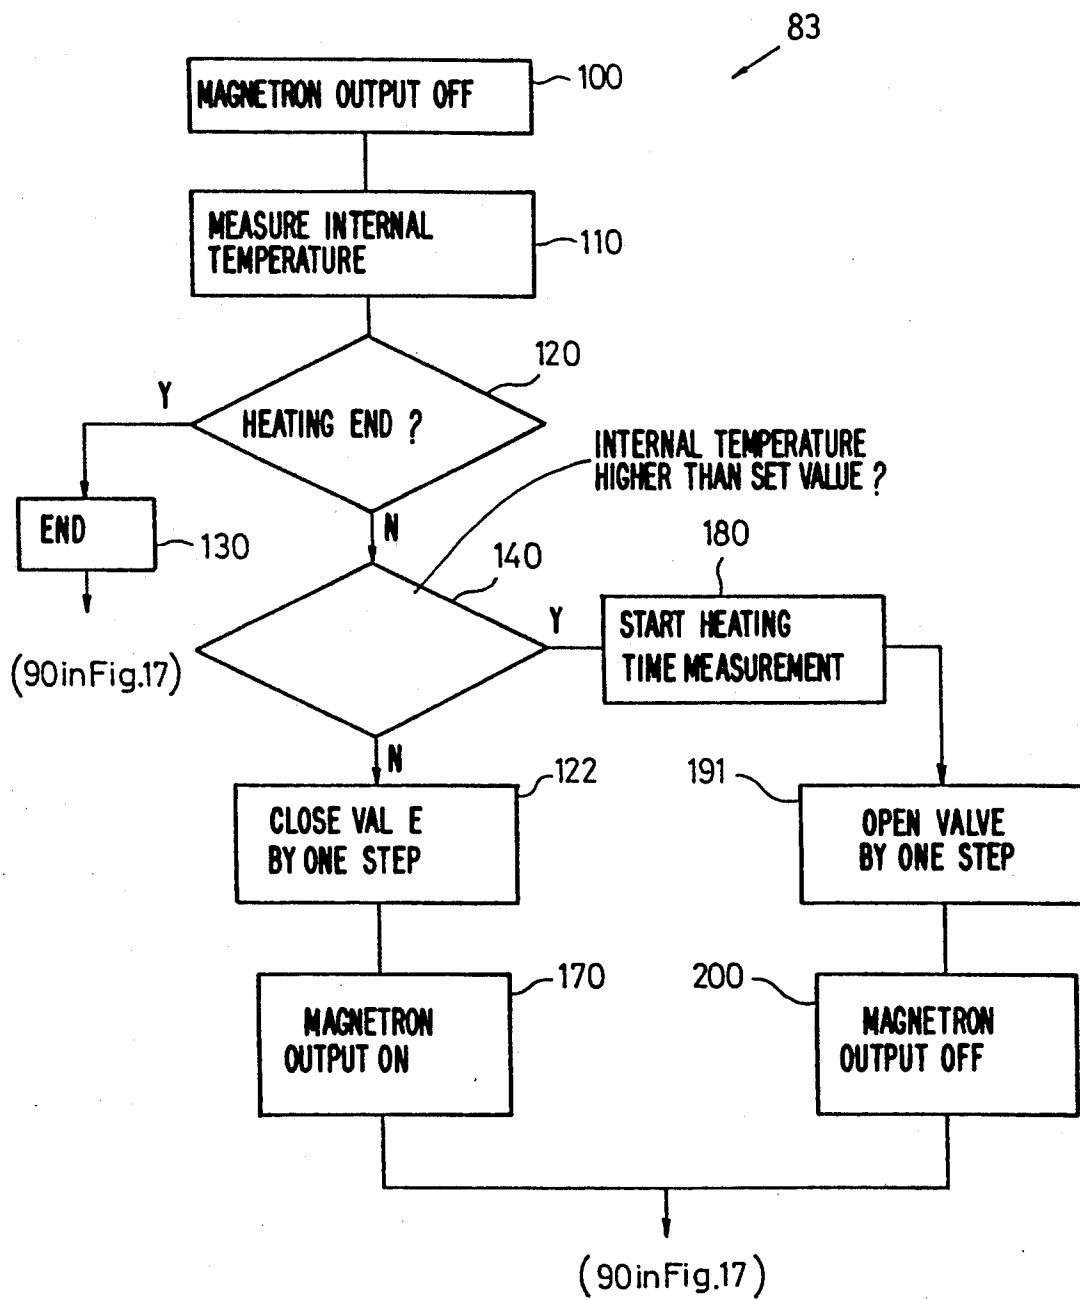 83
MAGNETRON OUTPUT OFF
100
MEASURE INTERNAL
TEMPERATURE
110
120
Y
HEATING END ?
INTERNAL TEMPERATURE
HIGHER THAN SET VALUE ?
END
130
N
(90inFig.17)
140
180
Y
START HEATING
TIME MEASUREMENT
N
122
191
CLOSE VAL E
BY ONE STEP
OPEN VALVE
BY ONE STEP
170
200
MAGNETRON
OUTPUT ON
MAGNETRON
OUTPUT OFF
(90inFig.17)